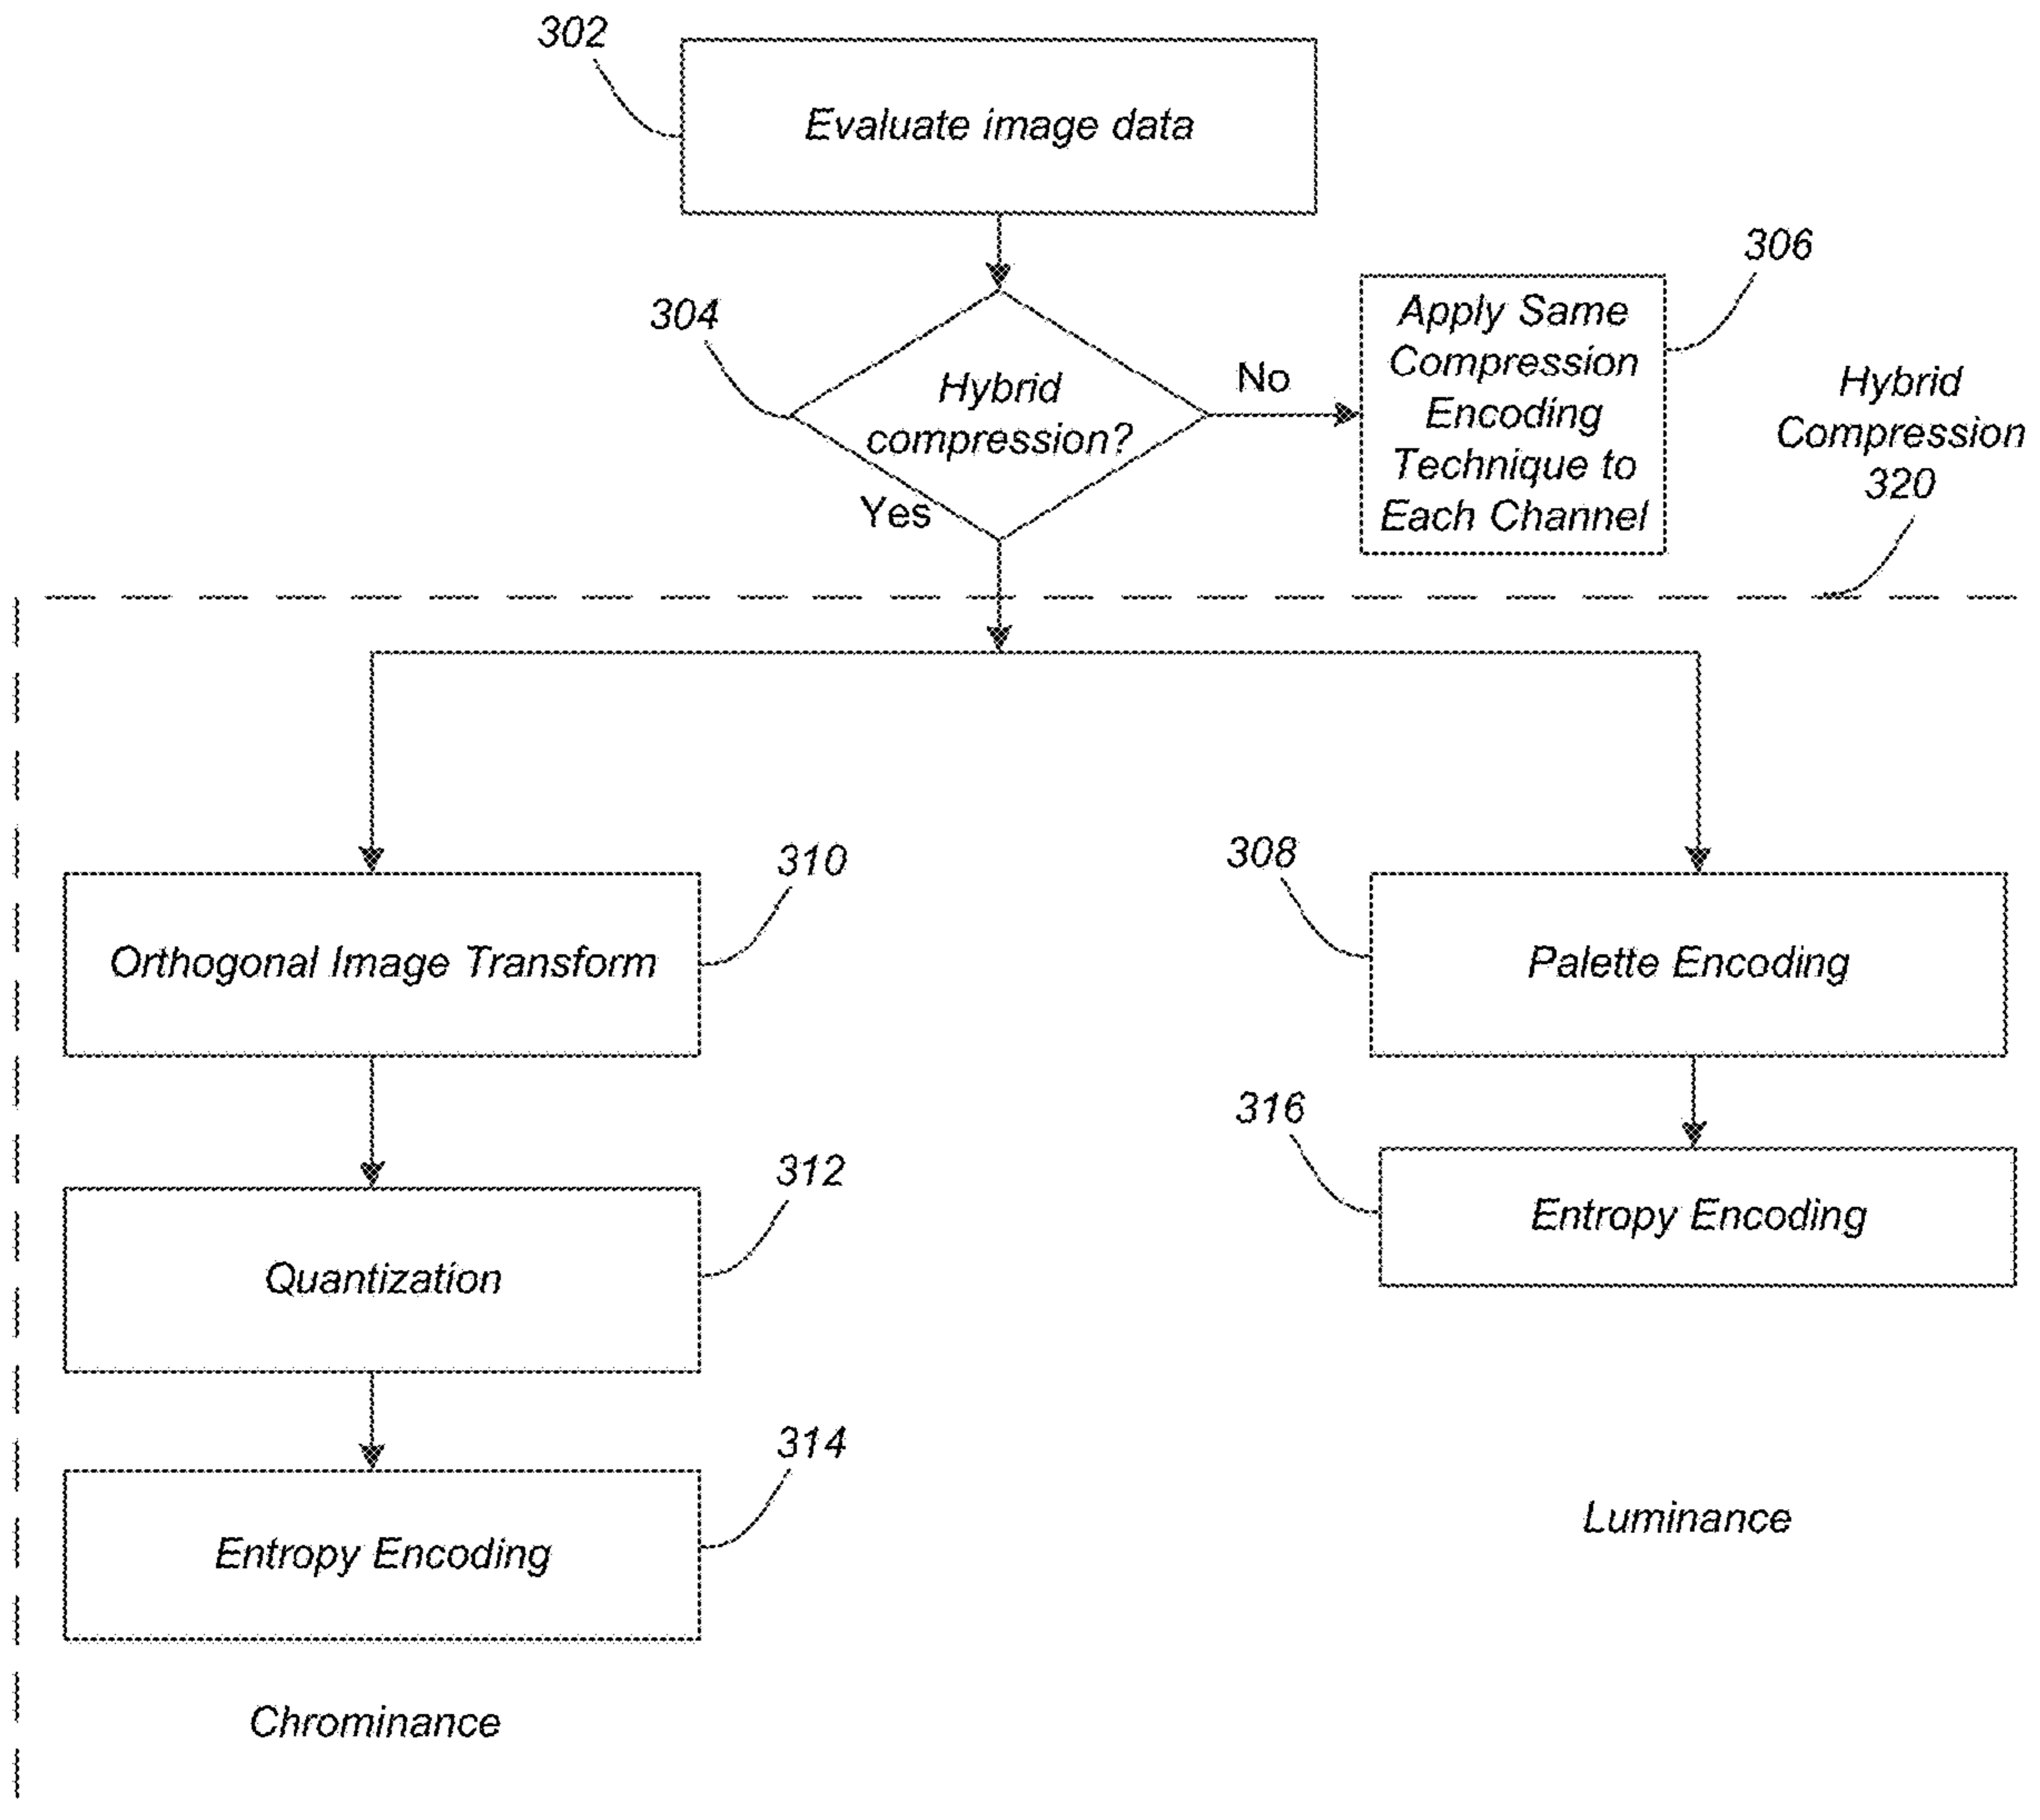 302
Evaluate image data
306
304
Apply Same
Compression
Encoding
Technique to
Each Channel
Hybrid
compression?
No
Yes
Hybrid
Compression
320
310
308
Orthogonal Image Transform
Palette Encoding
316
312
Entropy Encoding
Quantization
314
Entropy Encoding
Luminance
Chrominance